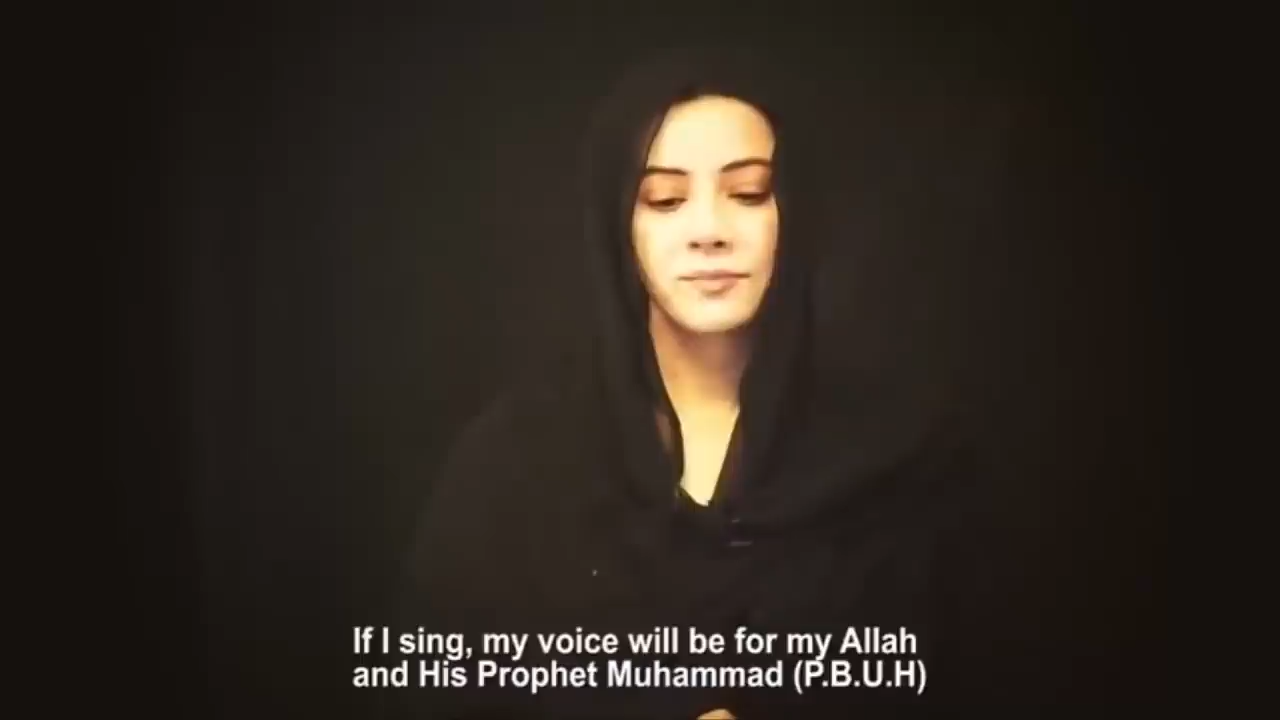 If I sing, my voice will be for my Allah
and His Prophet Muhammad (P.B.U.H)